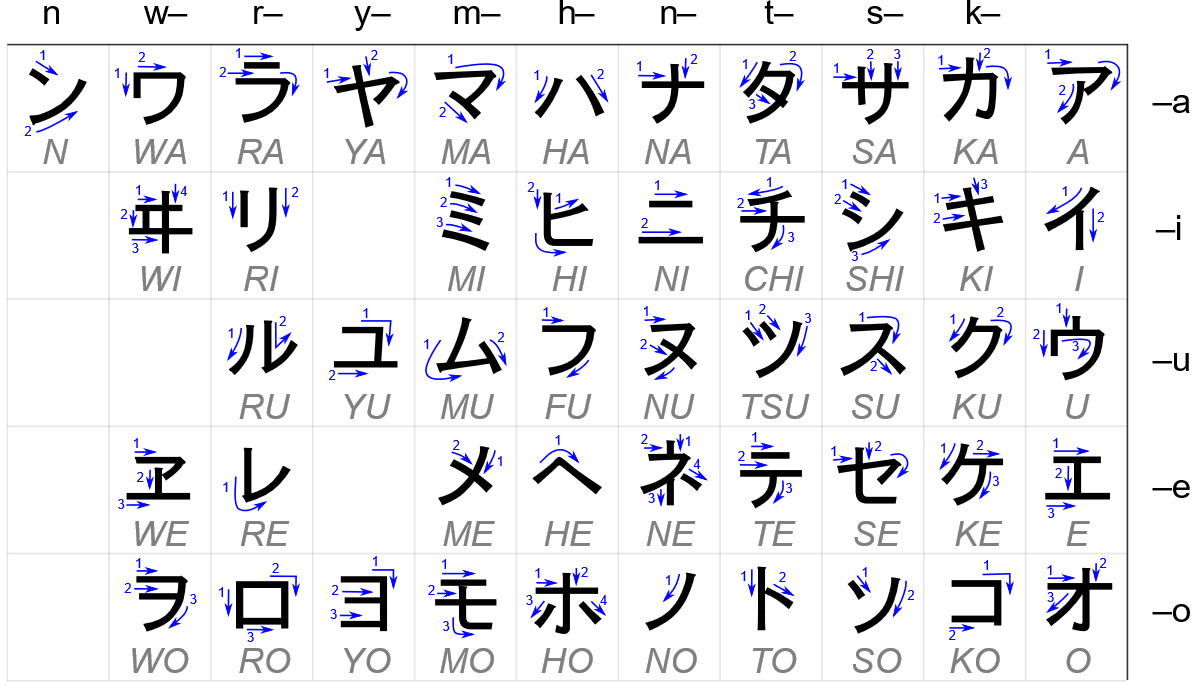 n w– r– y– m– h– n– t– s– k–
ン ワ ラ ヤ マ ハ ナ タ サ カ ア –a
N WA RA YA MA HA NA TA SA KA A
ヰ リ ミ ヒ ニ チ シ キ イ –i
WI RI MI HI NI CHI SHI KI I
ル ユ ム フ ヌ ツ ス ク ウ –u
RU YU MU FU NU TSU SU KU U
ヱ レ メ ヘ ネ テ セ ケ エ –e
WE RE ME HE NE TE SE KE E
ヲ ロ ヨ モ ホ ノ ト ソ コ オ –o
WO RO YO MO HO NO TO SO KO O